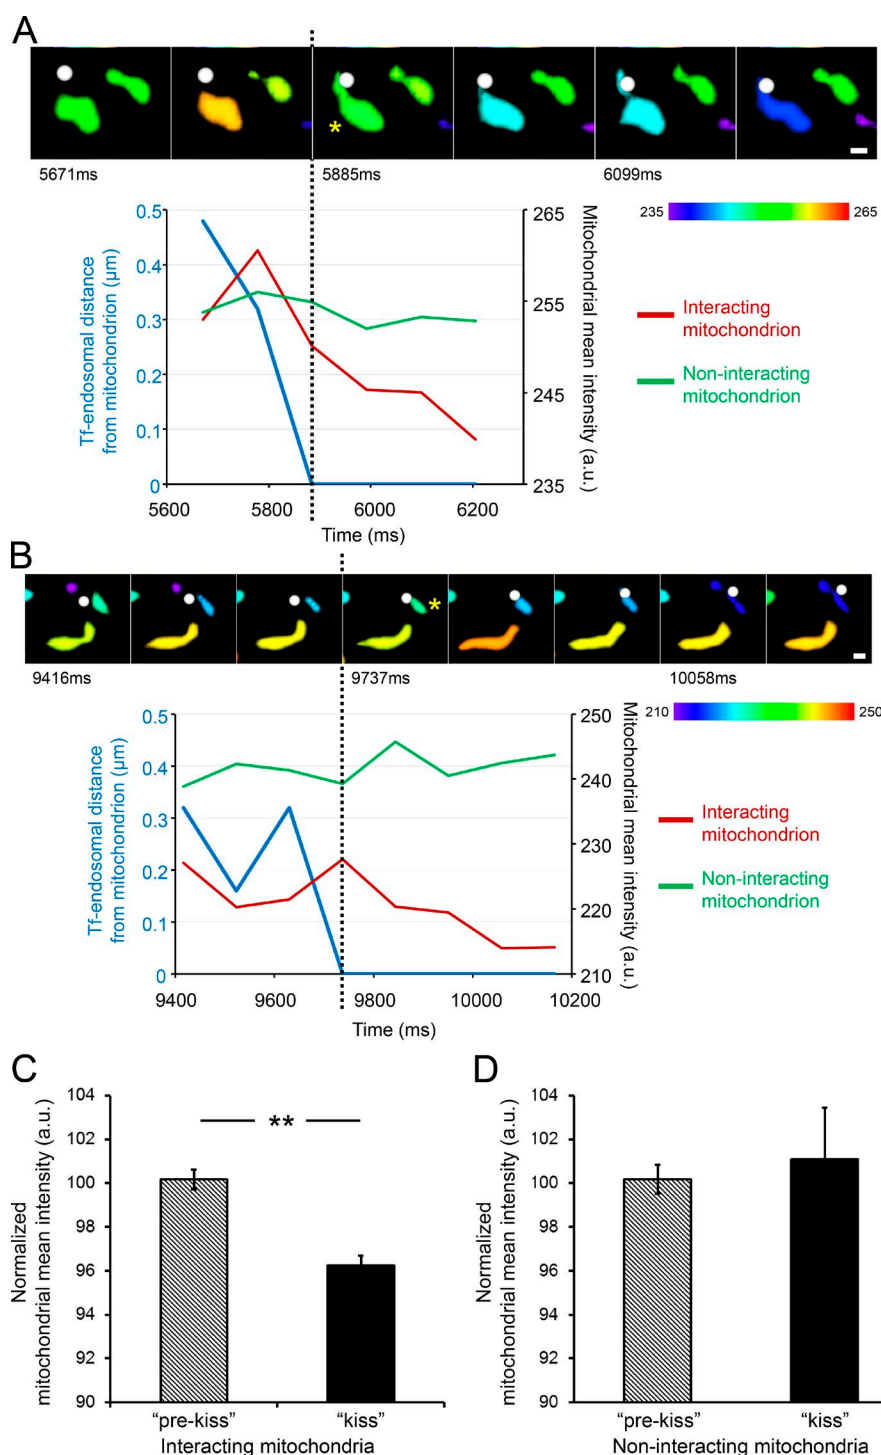 A
*
5671ms
5885ms
6099ms
0.5
0.4
0.3
0.2
0.1
0
Tf-endosomal distance
from mitochondrion (µm)
265
255
245
235
Mitochondrial mean intensity (a.u.)
5600
5800
6000
6200
Time (ms)
235
265
Interacting
mitochondrion
Non-interacting
mitochondrion
B
*
9416ms
9737ms
10058ms
0.5
0.4
0.3
0.2
0.1
0
Tf-endosomal distance
from mitochondrion (µm)
250
240
230
220
210
Mitochondrial mean intensity (a.u.)
9400
9600
9800
10000
10200
Time (ms)
210
250
Interacting
mitochondrion
Non-interacting
mitochondrion
C
104
102
100
98
96
94
92
90
Normalized
mitochondrial mean intensity (a.u.)
**
“pre-kiss”
“kiss”
Interacting mitochondria
D
104
102
100
98
96
94
92
90
Normalized
mitochondrial mean intensity (a.u.)
“pre-kiss”
“kiss”
Non-interacting mitochondria